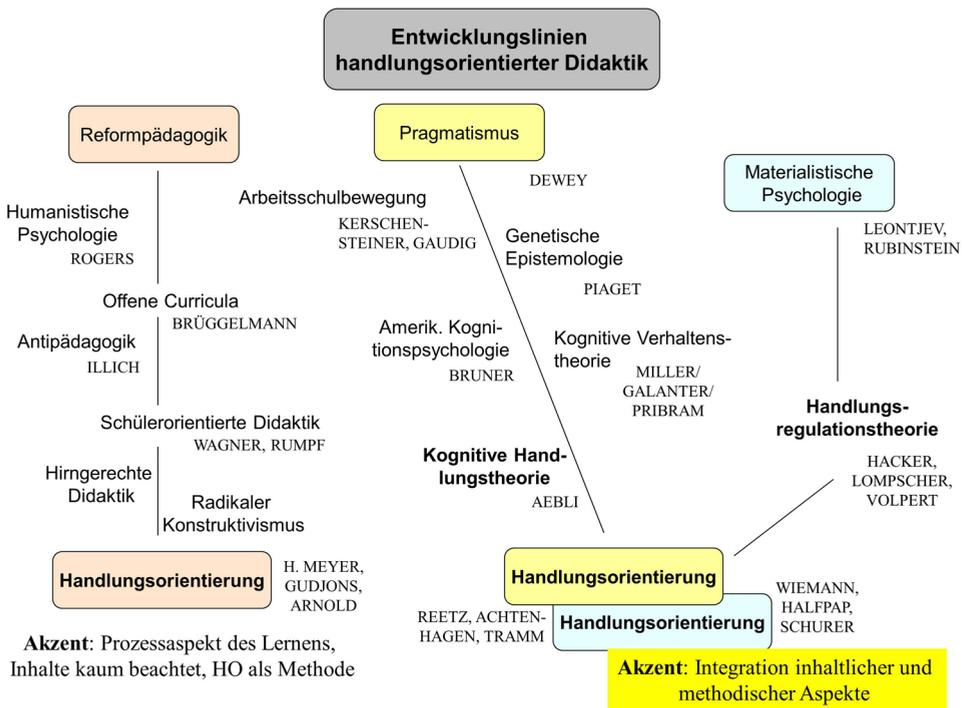 Entwicklungslinien
handlungsorientierter Didaktik
Reformpädagogik
Humanistische
Psychologie
ROGERS
Offene Curricula
BRÜGGELMANN
Antipädagogik
ILLICH
Schülerorientierte Didaktik
WAGNER, RUMPF
Hirngerechte
Didaktik
Radikaler
Konstruktivismus
Handlungsorientierung
H. MEYER,
GUDJONS,
ARNOLD
Akzent: Prozessaspekt des Lernens,
Inhalte kaum beachtet, HO als Methode
Pragmatismus
DEWEY
Arbeitsschulbewegung
KERSCHEN-
STEINER, GAUDIG
Genetische
Epistemologie
PIAGET
Amerik. Kogni-
tionspsychologie
BRUNER
Kognitive Verhaltens-
theorie
MILLER/
GALANTER/
PRIBRAM
Kognitive Hand-
lungstheorie
AEBLI
Handlungsorientierung
REETZ, ACHTEN-
HAGEN, TRAMM
Materialistische
Psychologie
LEONTJEV,
RUBINSTEIN
Handlungs-
regulationstheorie
HACKER,
LOMPSCHER,
VOLPERT
Handlungsorientierung
WIEMANN,
HALFPAP,
SCHURER
Akzent: Integration inhaltlicher und
methodischer Aspekte